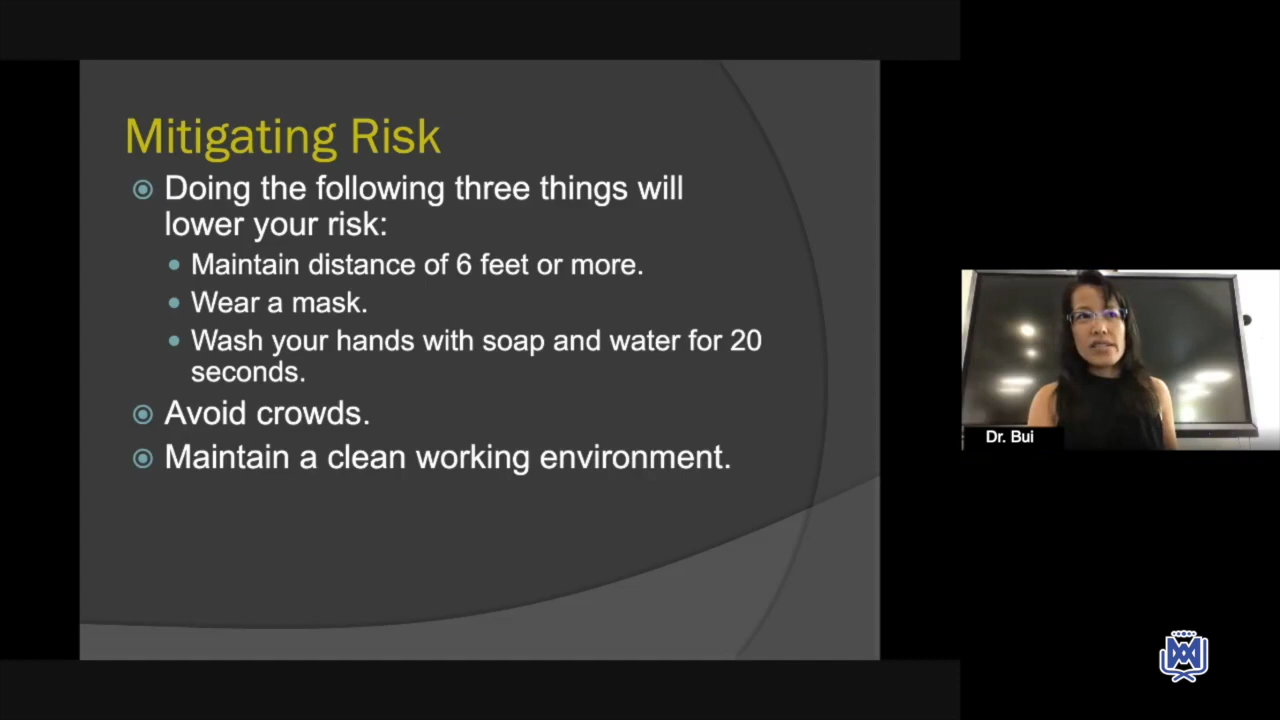 Mitigating Risk
Doing the following three things will
lower your risk:
Maintain distance of 6 feet or more.
Wear a mask.
Wash your hands with soap and water for 20
seconds.
Avoid crowds.
Maintain a clean working environment.
Dr. Bui